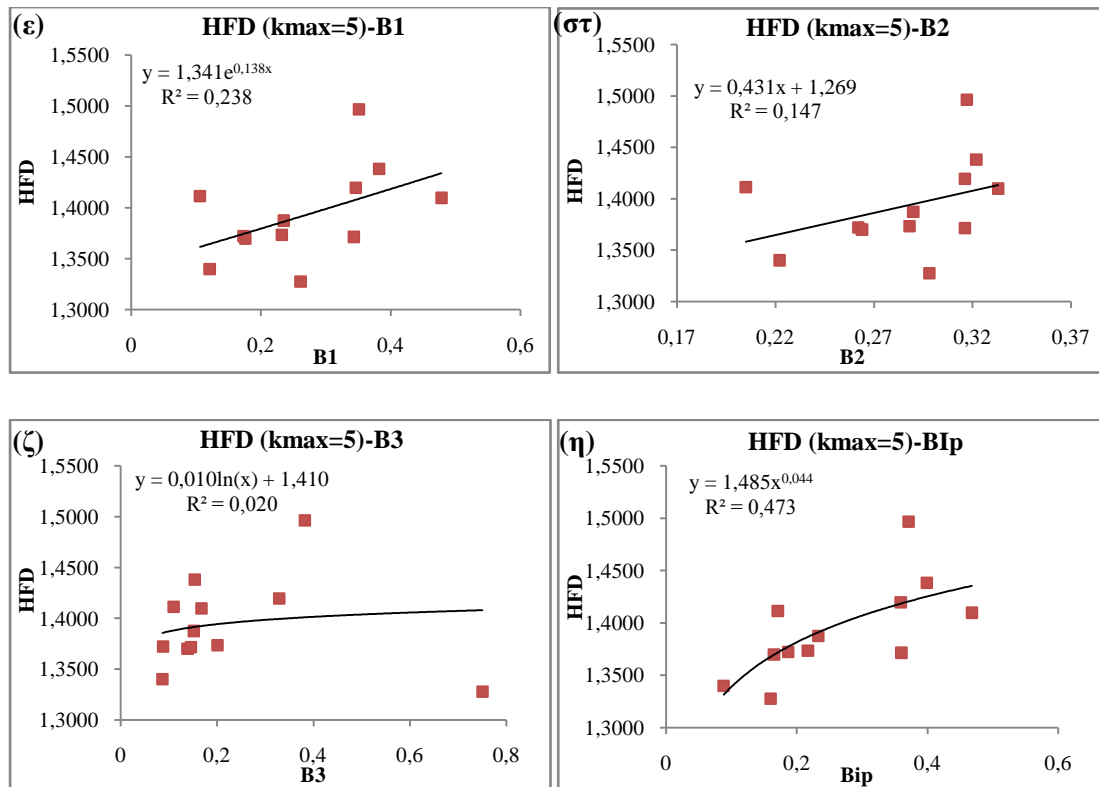 (ε)
HFD (kmax=5)-B1
y = 1,341e^0,138x
R² = 0,238
1,5500
1,5000
1,4500
1,4000
1,3500
1,3000
HFD
0 0,2 0,4 0,6
B1
(στ)
HFD (kmax=5)-B2
y = 0,431x + 1,269
R² = 0,147
1,5500
1,5000
1,4500
1,4000
1,3500
1,3000
HFD
0,17 0,22 0,27 0,32 0,37
B2
(ζ)
HFD (kmax=5)-B3
y = 0,010ln(x) + 1,410
R² = 0,020
1,5500
1,5000
1,4500
1,4000
1,3500
1,3000
HFD
0 0,2 0,4 0,6 0,8
B3
(η)
HFD (kmax=5)-BIp
y = 1,485x^0,044
R² = 0,473
1,5500
1,5000
1,4500
1,4000
1,3500
1,3000
HFD
0 0,2 0,4 0,6
Bip